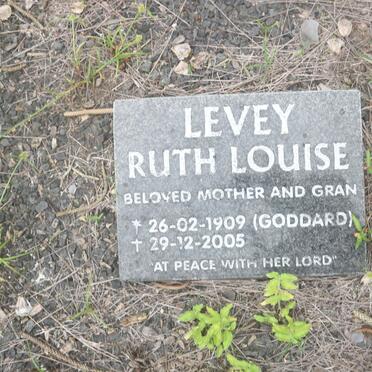 LEVEY
RUTH LOUISE
BELOVED MOTHER AND GRAN
* 26-02-1909 (GODDARD)
† 29-12-2005
"AT PEACE WITH HER LORD"